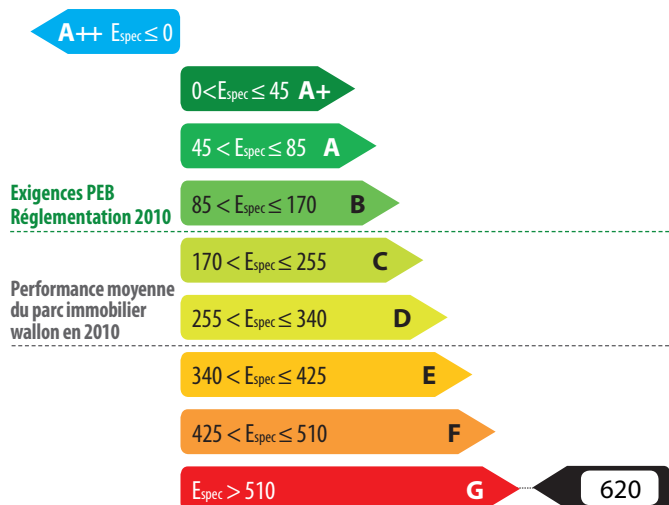 A++ Espec ≤ 0
0<Espec ≤ 45 A+
45 < Espec ≤ 85 A
Exigences PEB
Réglementation 2010
85 < Espec ≤ 170 B
170 < Espec ≤ 255 C
Performance moyenne
du parc immobilier
wallon en 2010
255 < Espec ≤ 340 D
340 < Espec ≤ 425 E
425 < Espec ≤ 510 F
Espec > 510 G 620